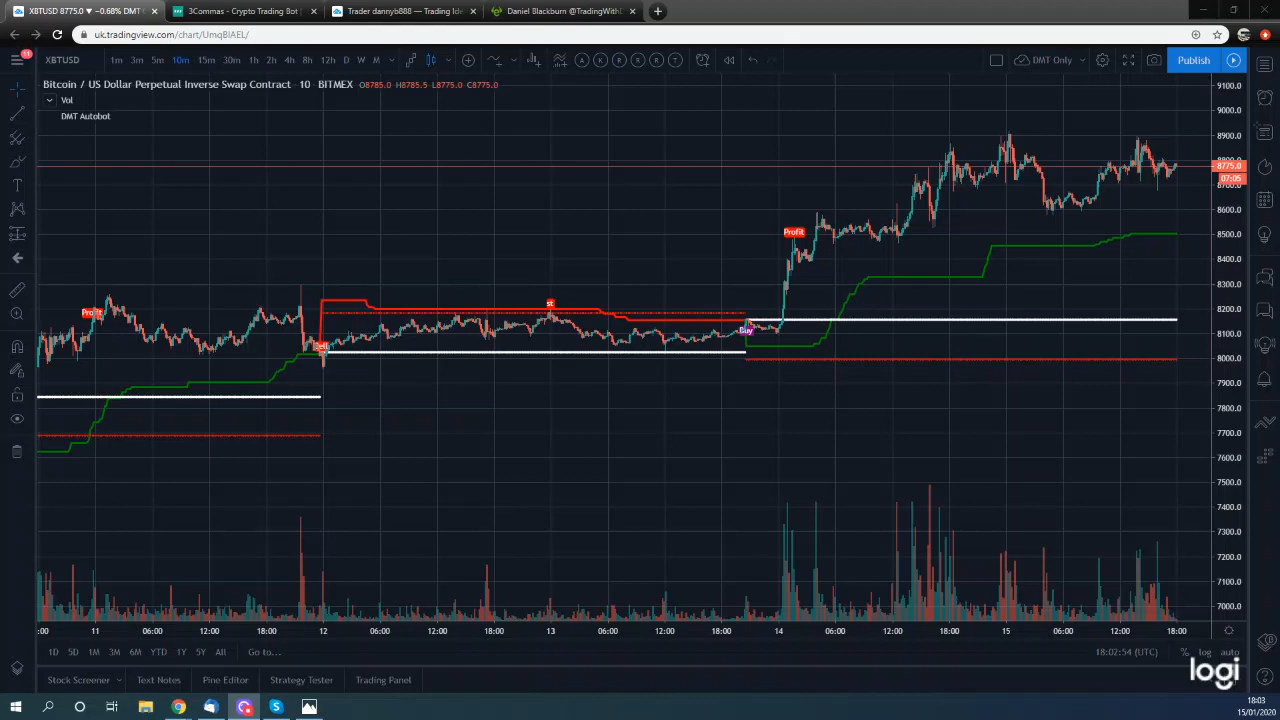 XBTUSD 8775.0 ▼ −0.68% DMT
3Commas - Crypto Trading Bot
Trader dannyb888 — Trading Ide
Daniel Blackburn @TradingWithD
uk.tradingview.com/chart/UmqBlAEL/
11
XBTUSD
1m 3m 5m 10m 15m 30m 1h 2h 4h 8h 12h D W M
A K R R R T
DMT Only
Publish
Bitcoin / US Dollar Perpetual Inverse Swap Contract · 10 · BITMEX O8785.0 H8785.5 L8775.0 C8775.0
Vol
DMT Autobot
9100.0
9000.0
8900.0
8800.0
8775.0
07:05
8700.0
8600.0
8500.0
8400.0
8300.0
8200.0
8100.0
8000.0
7900.0
7800.0
7700.0
7600.0
7500.0
7400.0
7300.0
7200.0
7100.0
7000.0
Profit
Sell
st
Buy
Profit
:00 11 06:00 12:00 18:00 12 06:00 12:00 18:00 13 06:00 12:00 18:00 14 06:00 12:00 18:00 15 06:00 12:00 18:00
1D 5D 1M 3M 6M YTD 1Y 5Y All Go to...
18:02:54 (UTC) % log auto
logi
Stock Screener Text Notes Pine Editor Strategy Tester Trading Panel
18:03
15/01/2020